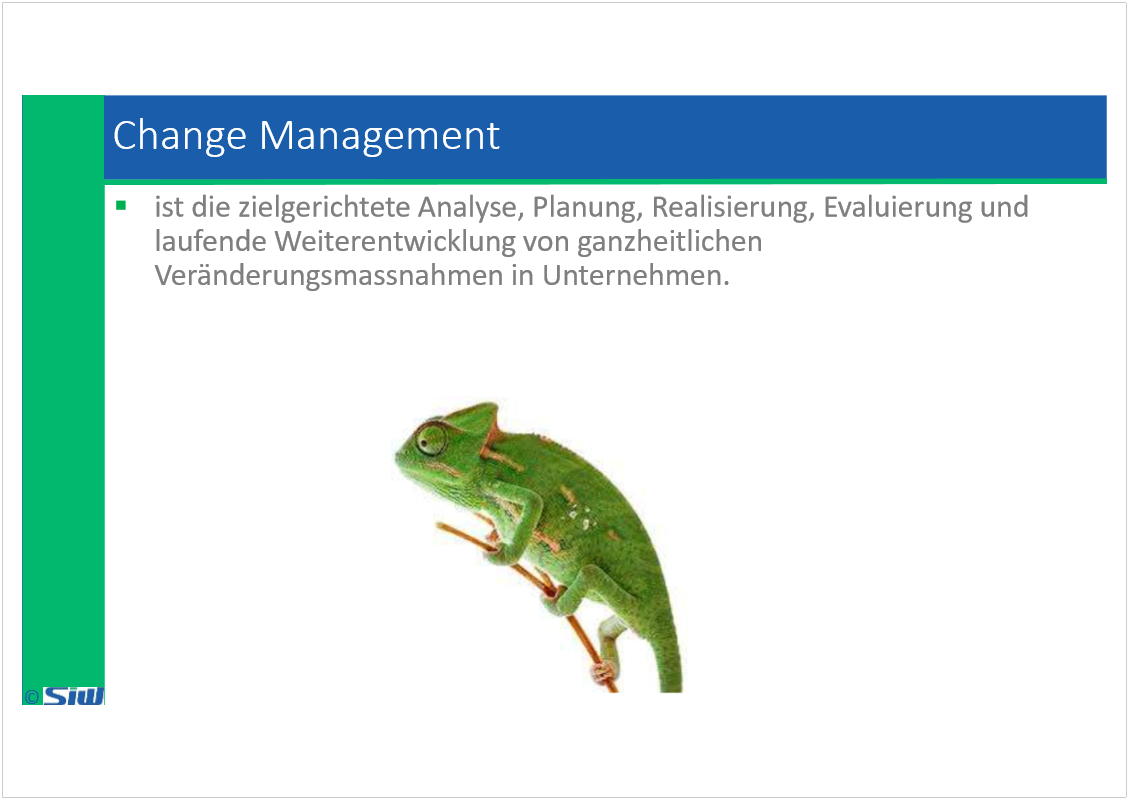 Change Management
▪ ist die zielgerichtete Analyse, Planung, Realisierung, Evaluierung und
laufende Weiterentwicklung von ganzheitlichen
Veränderungsmassnahmen in Unternehmen.
© SiW